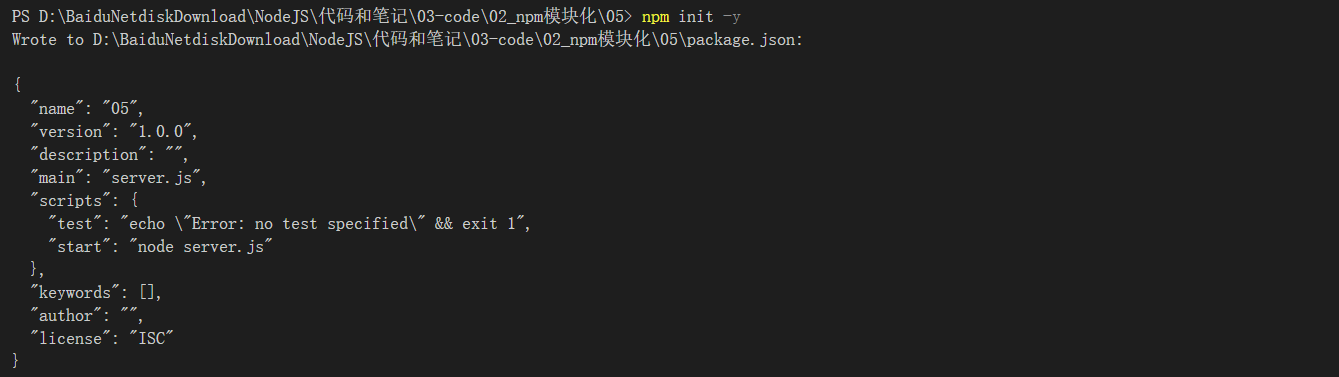 PS D:\BaiduNetdiskDownload\NodeJS\代码和笔记\03-code\02_npm模块化\05> npm init -y
Wrote to D:\BaiduNetdiskDownload\NodeJS\代码和笔记\03-code\02_npm模块化\05\package.json:

{
  "name": "05",
  "version": "1.0.0",
  "description": "",
  "main": "server.js",
  "scripts": {
    "test": "echo \"Error: no test specified\" && exit 1",
    "start": "node server.js"
  },
  "keywords": [],
  "author": "",
  "license": "ISC"
}